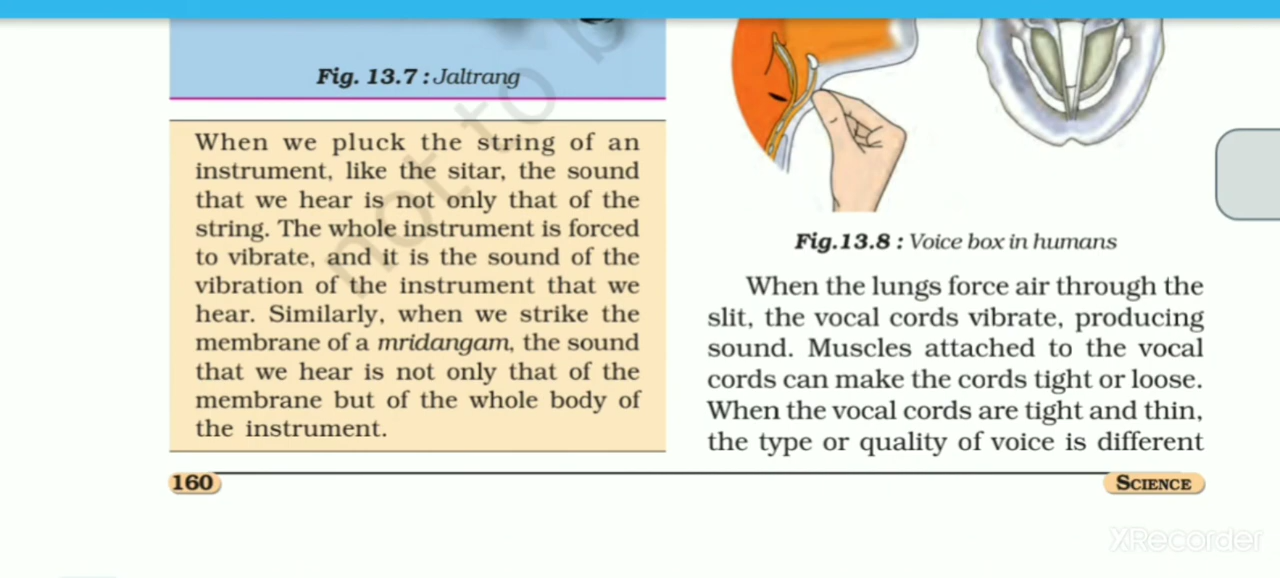 Fig. 13.7 : Jaltrang
When we pluck the string of an
instrument, like the sitar, the sound
that we hear is not only that of the
string. The whole instrument is forced
to vibrate, and it is the sound of the
vibration of the instrument that we
hear. Similarly, when we strike the
membrane of a mridangam, the sound
that we hear is not only that of the
membrane but of the whole body of
the instrument.
Fig.13.8 : Voice box in humans
When the lungs force air through the
slit, the vocal cords vibrate, producing
sound. Muscles attached to the vocal
cords can make the cords tight or loose.
When the vocal cords are tight and thin,
the type or quality of voice is different
160
SCIENCE
not to b
XRecorder